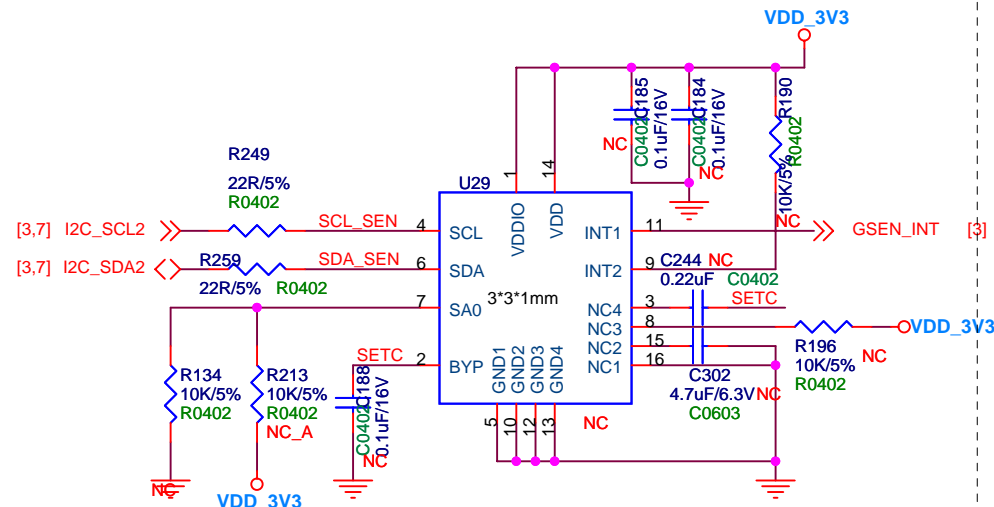 VDD_3V3
R249
22R/5%
R0402
C185
0.1uF/16V
C0402
NC
C184
0.1uF/16V
C0402
NC
R190
R0402
10K/5%
NC
U29
1
14
VDDIO
VDD
[3,7] I2C_SCL2
SCL_SEN
4
SCL
INT1
11
GSEN_INT
[3]
[3,7] I2C_SDA2
R259
22R/5%
R0402
SDA_SEN
6
SDA
INT2
9
C244
NC
0.22uF
C0402
SETC
7
SA0
3*3*1mm
NC4
3
NC3
8
VDD_3V3
NC2
15
NC1
16
R196
10K/5%
R0402
NC
SETC
2
BYP
GND1
GND2
GND3
GND4
5
10
12
13
NC
C302
4.7uF/6.3V
NC
C0603
R134
10K/5%
R0402
NC
R213
10K/5%
R0402
NC_A
VDD_3V3
C188
0.1uF/16V
C0402
NC